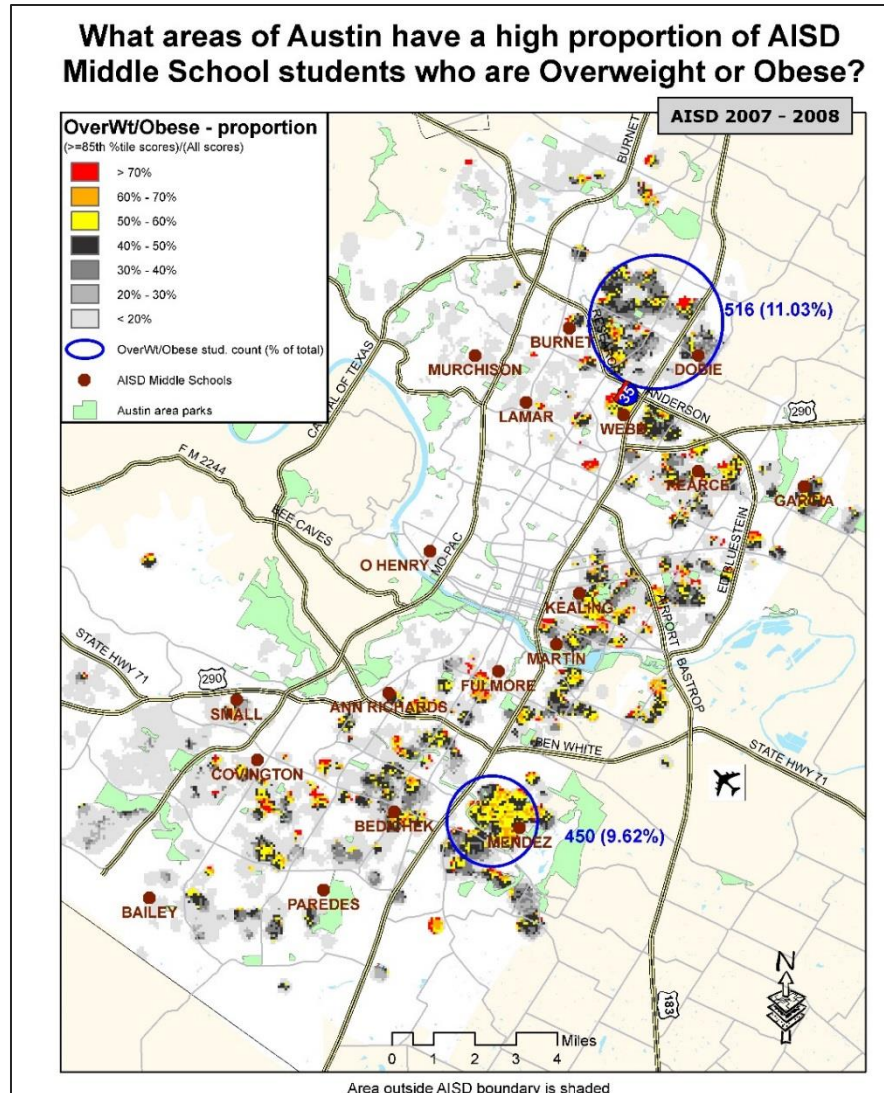 What areas of Austin have a high proportion of AISD
Middle School students who are Overweight or Obese?
AISD 2007 - 2008
OverWt/Obese - proportion
(>=85th %tile scores)/(All scores)
> 70%
60% - 70%
50% - 60%
40% - 50%
30% - 40%
20% - 30%
< 20%
OverWt/Obese stud. count (% of total)
AISD Middle Schools
Austin area parks
BURNET
516 (11.03%)
BURNET
MURCHISON
DOBIE
CAPITAL OF TEXAS
LAMAR
35
ANDERSON
WEBB
290
F M 2244
PEARCE
GARCIA
BEE CAVES
ED BLUESTEIN
O HENRY
MO-PAC
KEALING
AIRPORT
STATE HWY 71
MARTIN
BASTROP
290
FULMORE
SMALL
ANN RICHARDS
BEN WHITE
STATE HWY 71
COVINGTON
BEDICHEK
MENDEZ
450 (9.62%)
BAILEY
PAREDES
N
183
Miles
0 1 2 3 4
Area outside AISD boundary is shaded